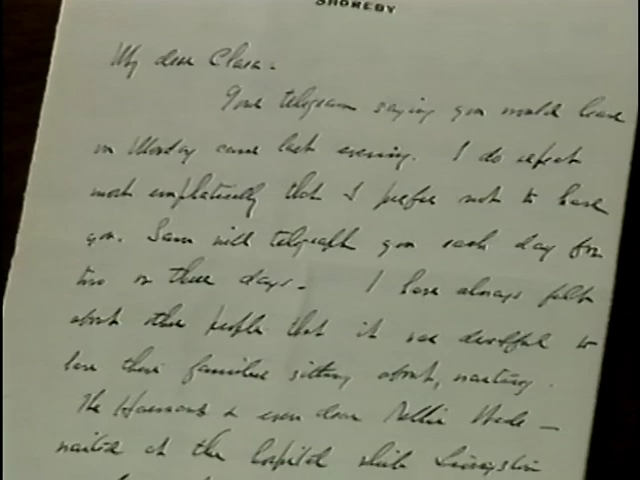 SHOREBY
My dear Clara.
Your telegram saying you would leave
on Monday came last evening. I do repeat
most emphatically that I prefer not to have
you. Sam will telegraph you each day for
two or three days. I have always felt
about other people that it was dreadful to
have their families sitting about, waiting.
The & even dear Nellie —
waited at the hospital while Livingston